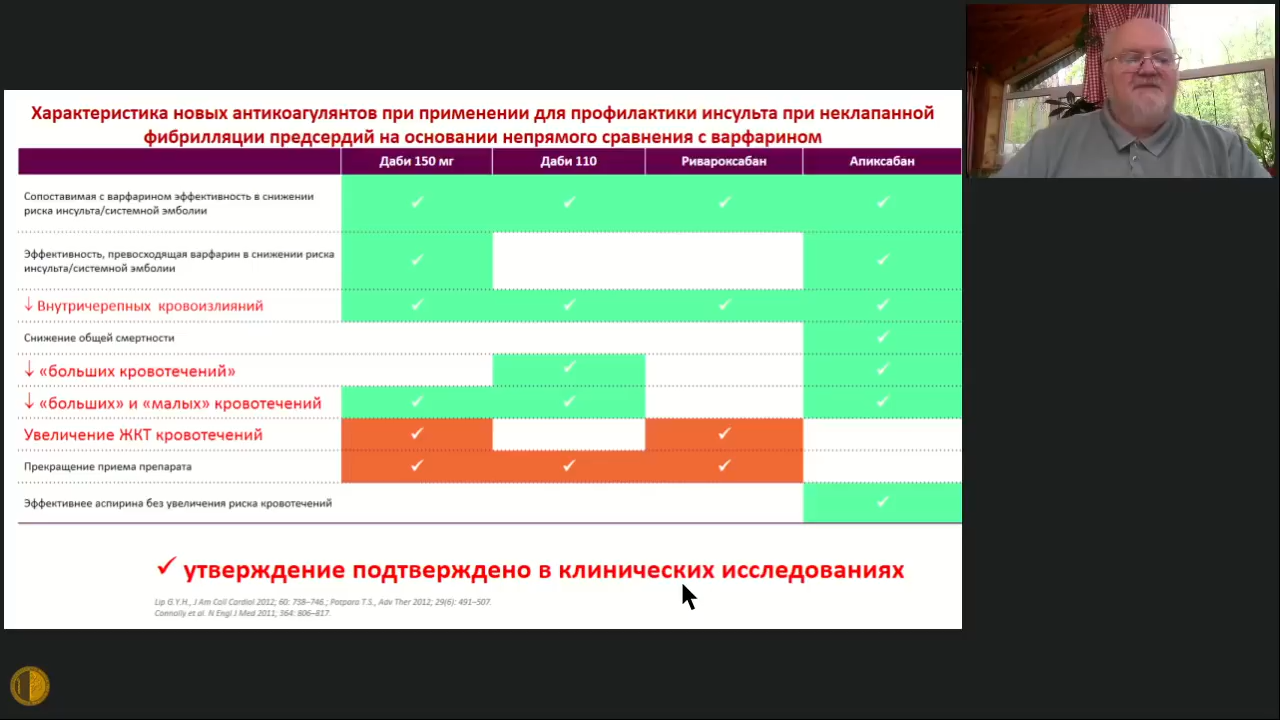 Характеристика новых антикоагулянтов при применении для профилактики инсульта при неклапанной
фибрилляции предсердий на основании непрямого сравнения с варфарином
Даби 150 мг Даби 110 Ривароксабан Апиксабан
Сопоставимая с варфарином эффективность в снижении
риска инсульта/системной эмболии
✓ ✓ ✓ ✓
Эффективность, превосходящая варфарин в снижении риска
инсульта/системной эмболии
✓ ✓
↓ Внутричерепных кровоизлияний ✓ ✓ ✓ ✓
Снижение общей смертности ✓
↓ «больших кровотечений» ✓ ✓
↓ «больших» и «малых» кровотечений ✓ ✓ ✓
Увеличение ЖКТ кровотечений ✓ ✓
Прекращение приема препарата ✓ ✓ ✓
Эффективнее аспирина без увеличения риска кровотечений ✓
✓ утверждение подтверждено в клинических исследованиях
Lip G.Y.H., J Am Coll Cardiol 2012; 60: 738–746.; Potpara T.S., Adv Ther 2012; 29(6): 491–507.
Connolly et al. N Engl J Med 2011; 364: 806–817.